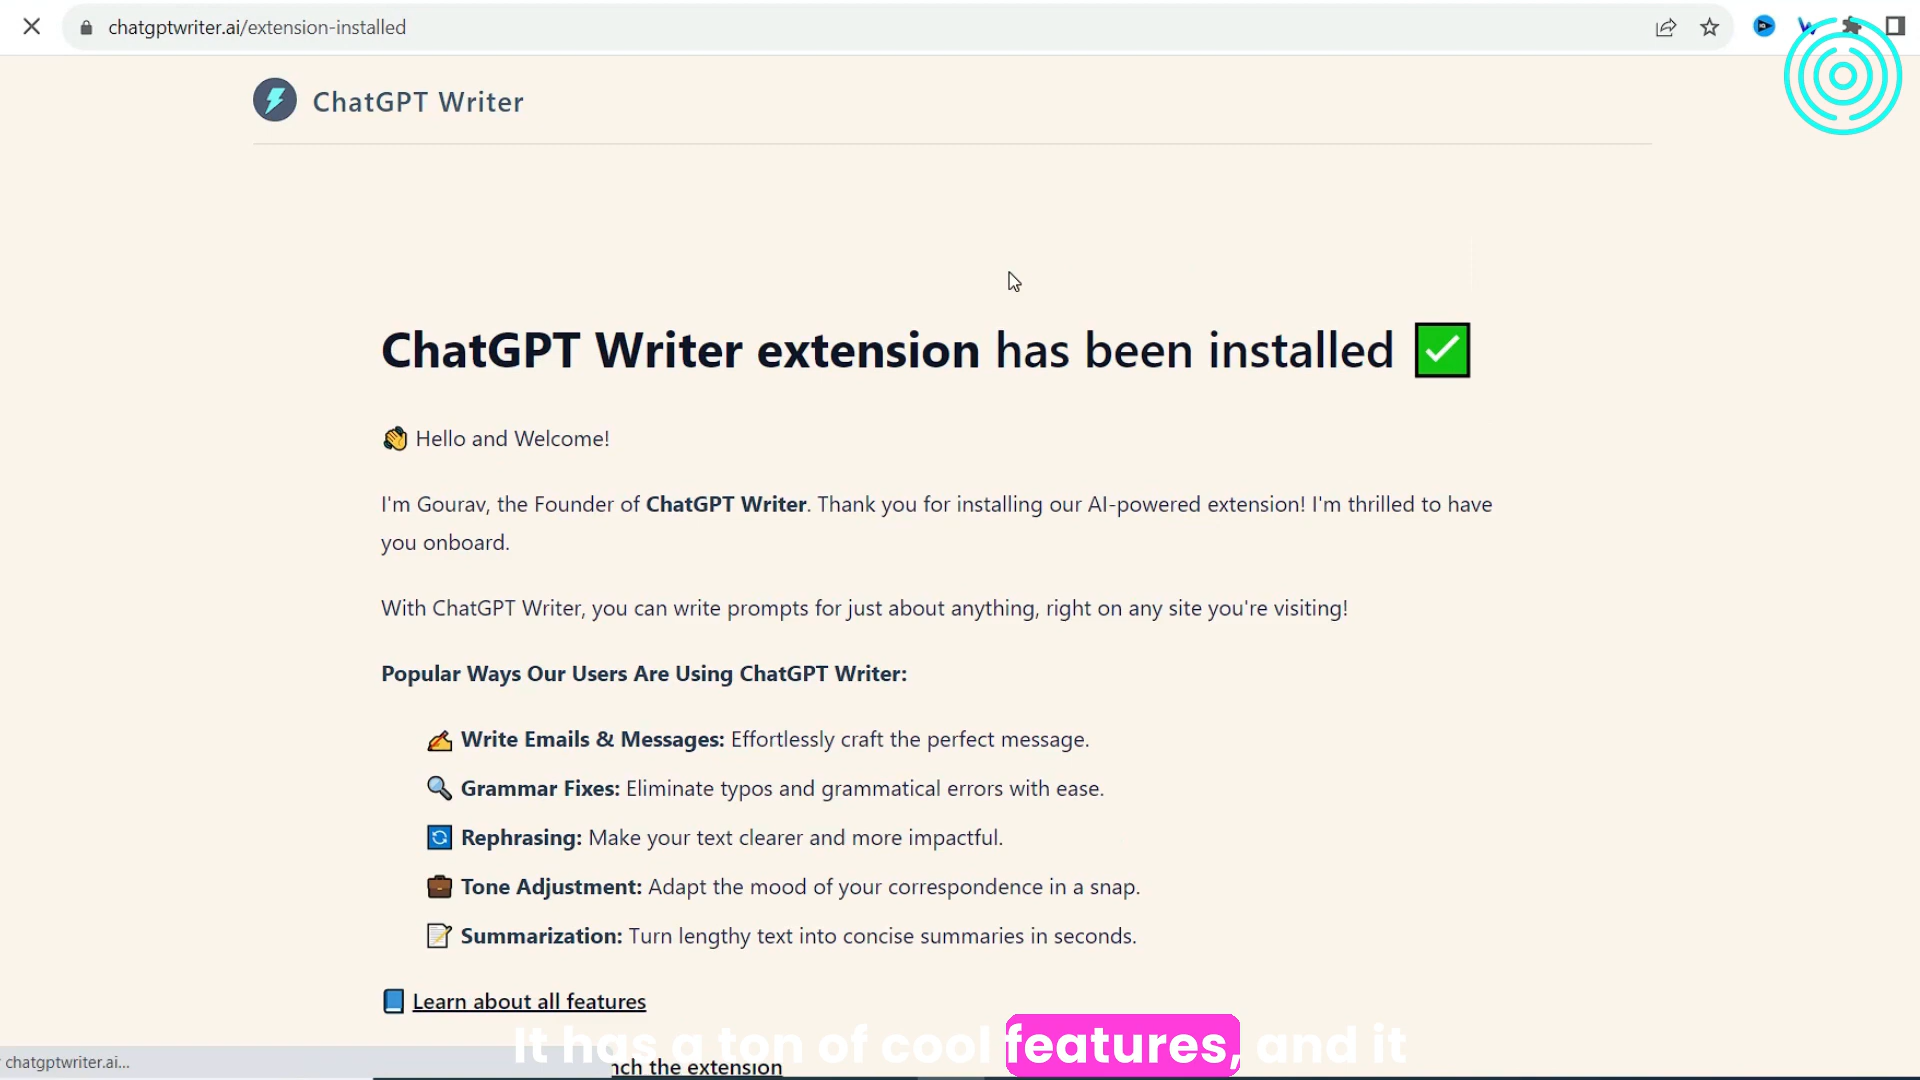 chatgptwriter.ai/extension-installed
ChatGPT Writer
ChatGPT Writer extension has been installed
Hello and Welcome!
I'm Gourav, the Founder of ChatGPT Writer. Thank you for installing our AI-powered extension! I'm thrilled to have
you onboard.
With ChatGPT Writer, you can write prompts for just about anything, right on any site you're visiting!
Popular Ways Our Users Are Using ChatGPT Writer:
Write Emails & Messages: Effortlessly craft the perfect message.
Grammar Fixes: Eliminate typos and grammatical errors with ease.
Rephrasing: Make your text clearer and more impactful.
Tone Adjustment: Adapt the mood of your correspondence in a snap.
Summarization: Turn lengthy text into concise summaries in seconds.
Learn about all features
It has a ton of cool features, and it
chatgptwriter.ai...
the extension